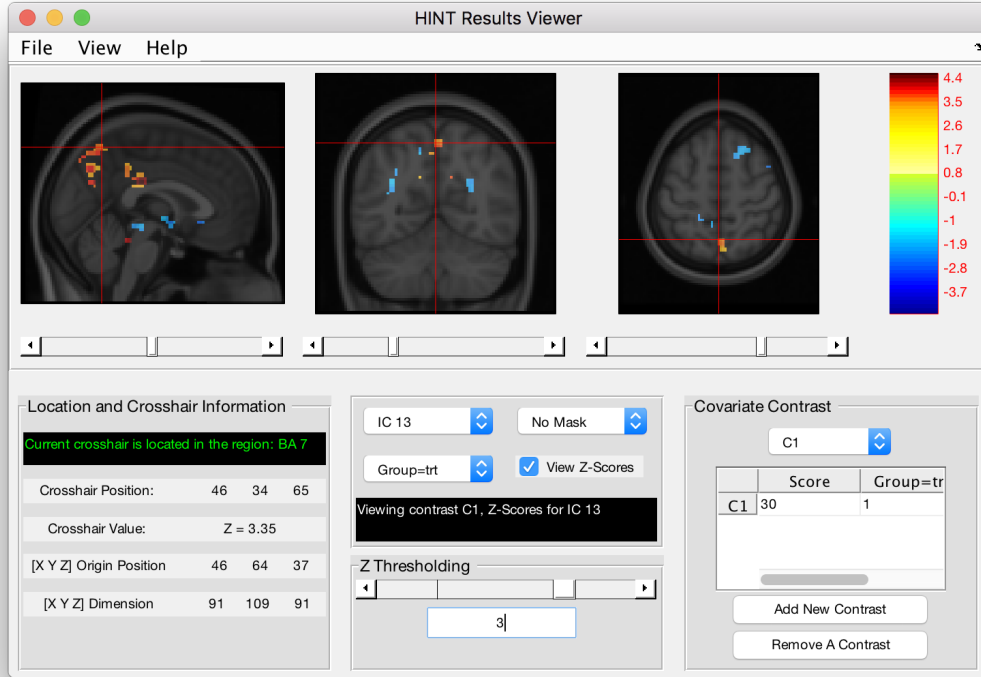 HINT Results Viewer
File View Help
4.4
3.5
2.6
1.7
0.8
-0.1
-1
-1.9
-2.8
-3.7
Location and Crosshair Information
Current crosshair is located in the region: BA 7
Crosshair Position: 46 34 65
Crosshair Value: Z = 3.35
[X Y Z] Origin Position 46 64 37
[X Y Z] Dimension 91 109 91
IC 13 No Mask
Group=trt View Z-Scores
Viewing contrast C1, Z-Scores for IC 13
Z Thresholding
3
Covariate Contrast
C1
Score Group=tr
C1 30 1
Add New Contrast
Remove A Contrast